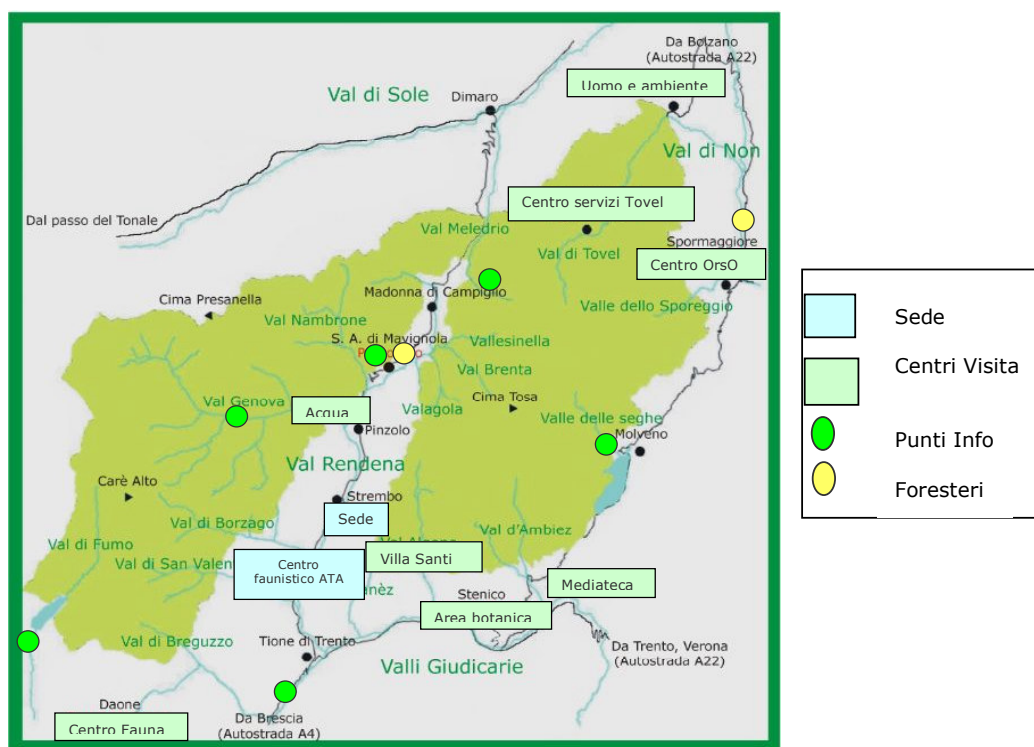 Da Bolzano
(Autostrada A22)
Uomo e ambiente
Val di Sole
Dimaro
Val di Non
Centro servizi Tovel
Dal passo del Tonale
Val Meledrio
Val di Tovel
Spormaggiore
Centro OrsO
Cima Presanella
Madonna di Campiglio
Valle dello Sporeggio
Val Nambrone
S. A. di Mavignola
Vallesinella
Val Brenta
Val Genova
Acqua
Valagola
Cima Tosa
Valle delle seghe
Pinzolo
Molveno
Val Rendena
Carè Alto
Strembo
Sede
Val di Borzago
Val d'Ambiez
Val di Fumo
Val di San Valen
Centro
faunistico ATA
Villa Santi
Mediateca
Stenico
Area botanica
Val di Breguzzo
Tione di Trento
Valli Giudicarie
Da Trento, Verona
(Autostrada A22)
Daone
Centro Fauna
Da Brescia
(Autostrada A4)
Sede
Centri Visita
Punti Info
Foresteri